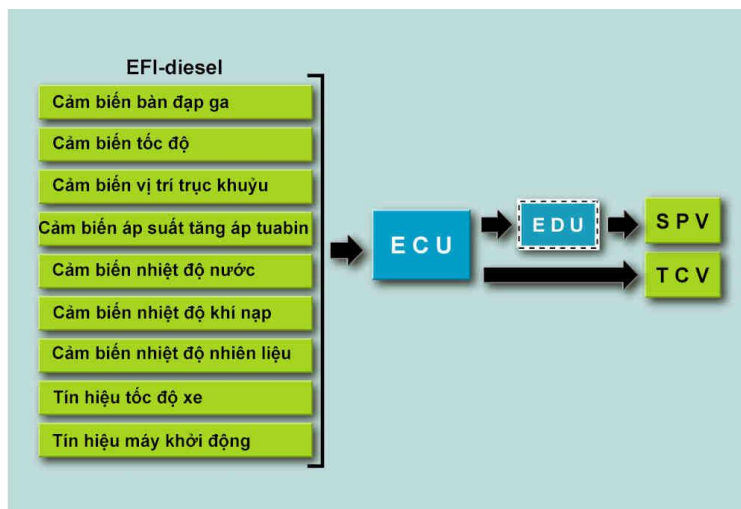 EFI-diesel
Cảm biến bàn đạp ga
Cảm biến tốc độ
Cảm biến vị trí trục khuỷu
Cảm biến áp suất tăng áp tuabin
Cảm biến nhiệt độ nước
Cảm biến nhiệt độ khí nạp
Cảm biến nhiệt độ nhiên liệu
Tín hiệu tốc độ xe
Tín hiệu máy khởi động
ECU
EDU
SPV
TCV